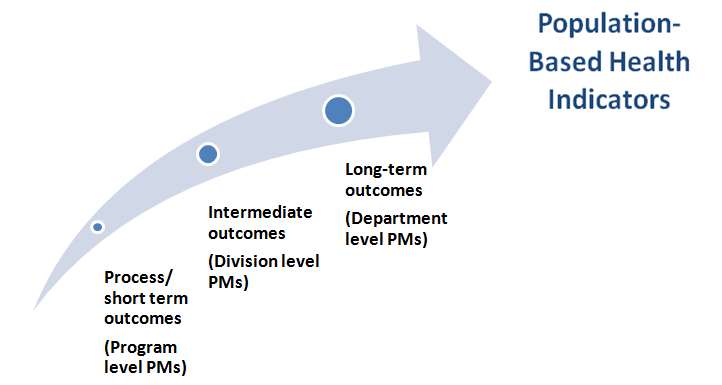 Population-
Based Health
Indicators
Long-term
outcomes
(Department
level PMs)
Intermediate
outcomes
(Division level
PMs)
Process/
short term
outcomes
(Program
level PMs)